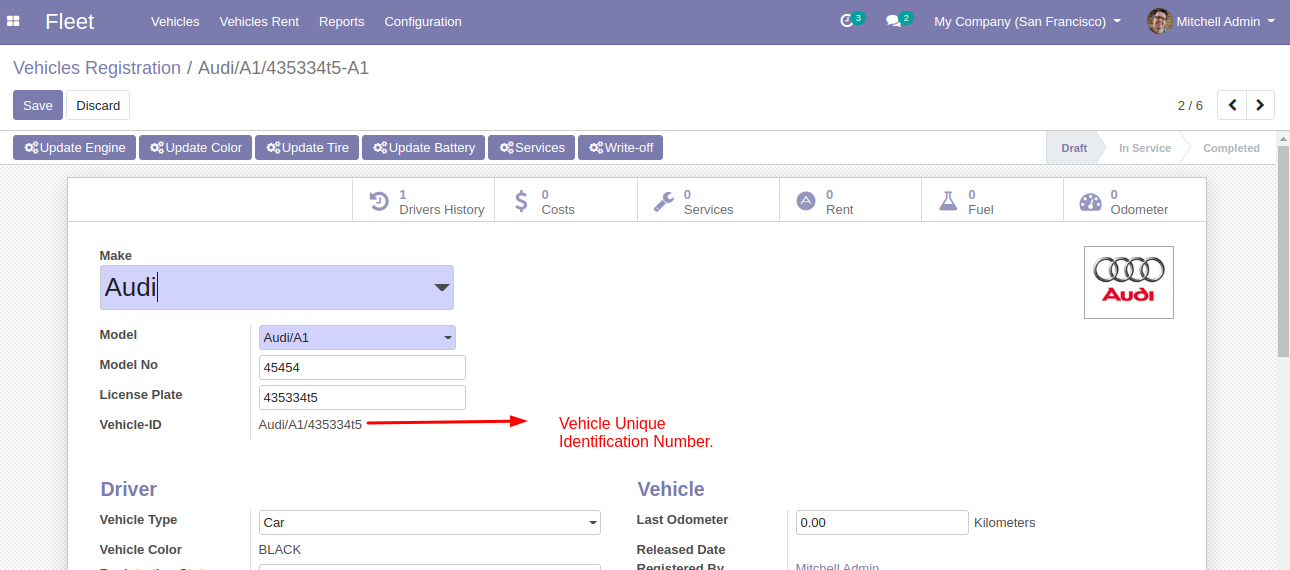 Fleet Vehicles Vehicles Rent Reports Configuration 3 2 My Company (San Francisco) Mitchell Admin
Vehicles Registration / Audi/A1/435334t5-A1
Save Discard 2 / 6
Update Engine Update Color Update Tire Update Battery Services Write-off Draft In Service Completed
1 0 0 0 0 0
Drivers History Costs Services Rent Fuel Odometer
Make
Audi
Audi
Model Audi/A1
Model No 45454
License Plate 435334t5
Vehicle-ID Audi/A1/435334t5 Vehicle Unique
Identification Number.
Driver Vehicle
Vehicle Type Car Last Odometer 0.00 Kilometers
Vehicle Color BLACK Released Date
Registration State Registered By Mitchell Admin